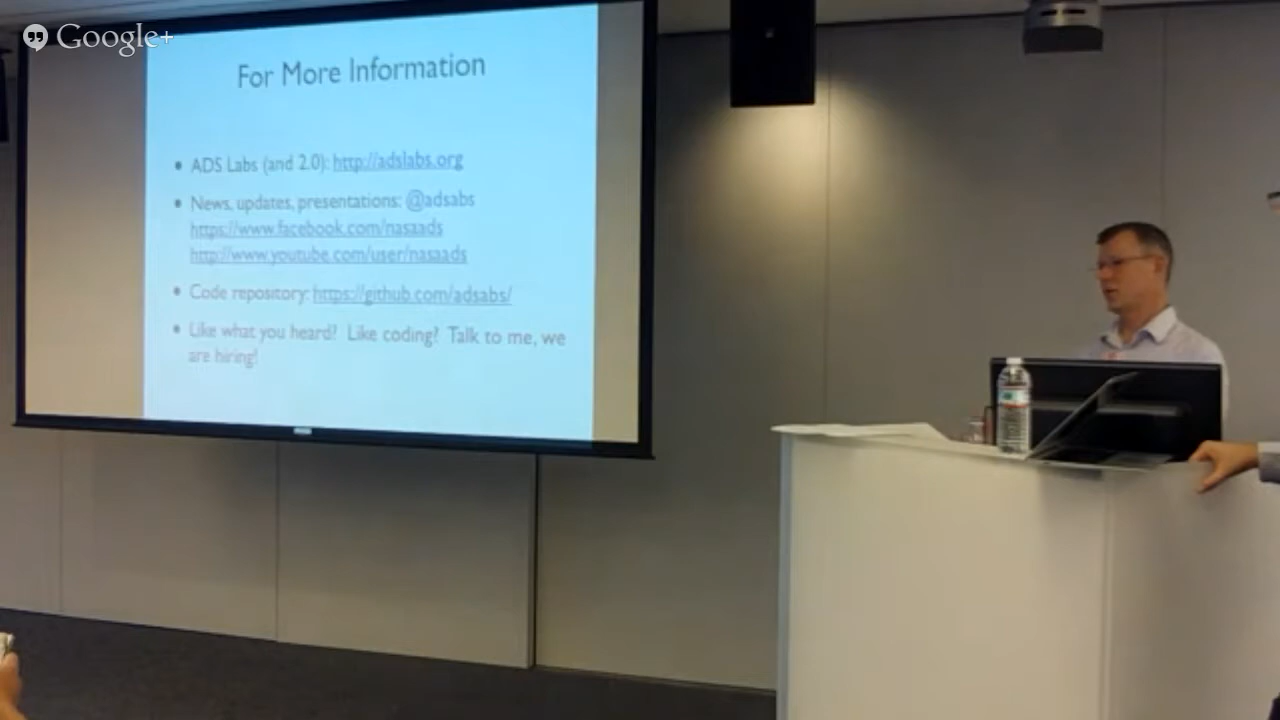 Google+
For More Information
• ADS Labs (and 2.0): http://adslabs.org
• News, updates, presentations: @adsabs
https://www.facebook.com/nasaads
http://www.youtube.com/user/nasaads
• Code repository: https://github.com/adsabs/
• Like what you heard? Like coding? Talk to me, we
are hiring!